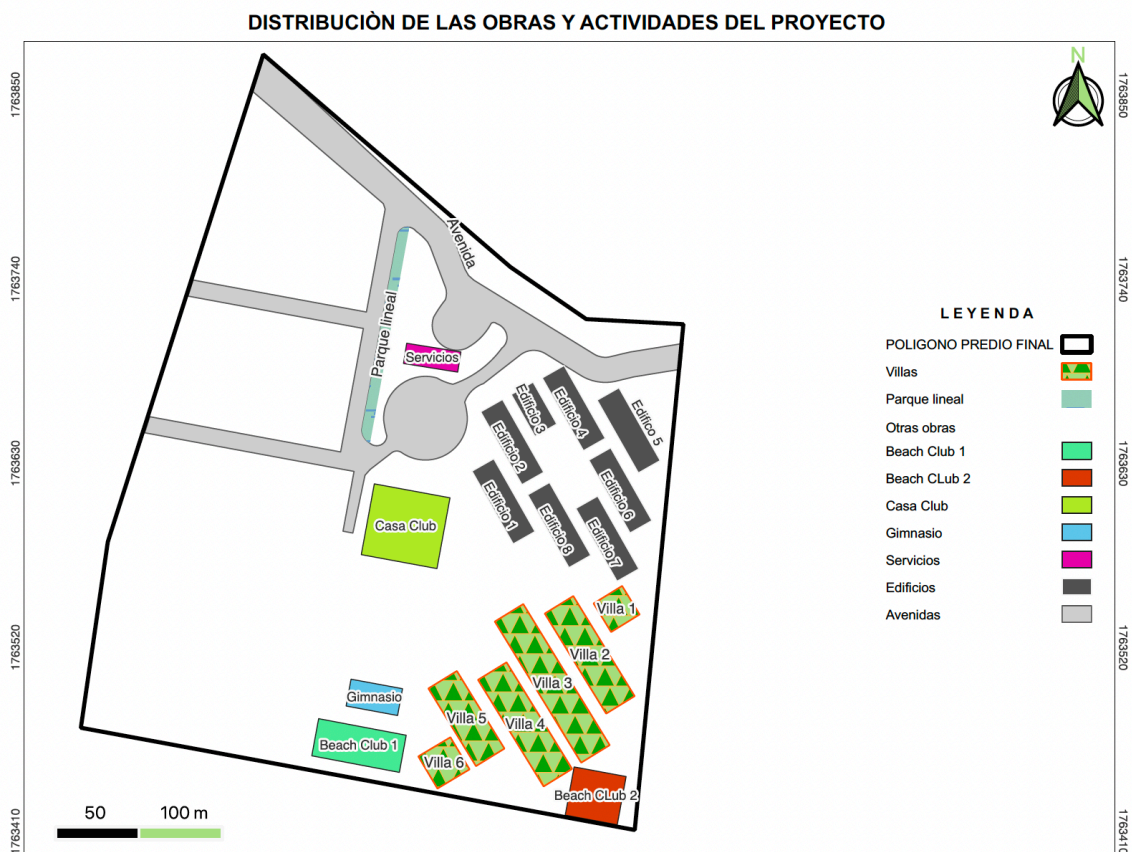 DISTRIBUCIÒN DE LAS OBRAS Y ACTIVIDADES DEL PROYECTO
N
1763850
1763850
1763740
1763740
1763630
1763630
1763520
1763520
1763410
1763410
Avenida
Parque lineal
Servicios
Edificio 3
Edificio 4
Edifico 5
Edificio 2
Edificio 1
Edificio 6
Edificio 8
Edificio 7
Casa Club
Villa 1
Villa 2
Villa 3
Villa 4
Villa 5
Villa 6
Gimnasio
Beach Club 1
Beach CLub 2
50 100 m
LEYENDA
POLIGONO PREDIO FINAL
Villas
Parque lineal
Otras obras
Beach Club 1
Beach CLub 2
Casa Club
Gimnasio
Servicios
Edificios
Avenidas